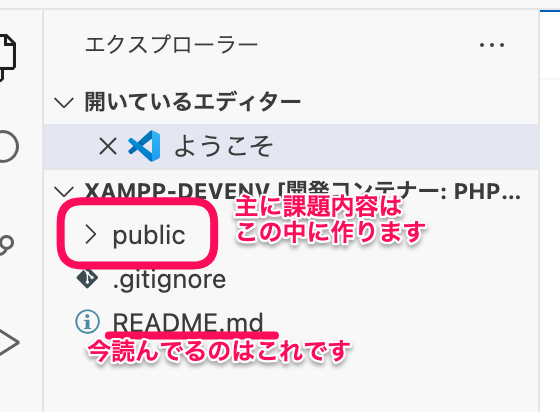 エクスプローラー
開いているエディター
ようこそ
XAMPP-DEVENV [開発コンテナー: PHP...
主に課題内容は
この中に作ります
public
.gitignore
README.md
今読んでるのはこれです